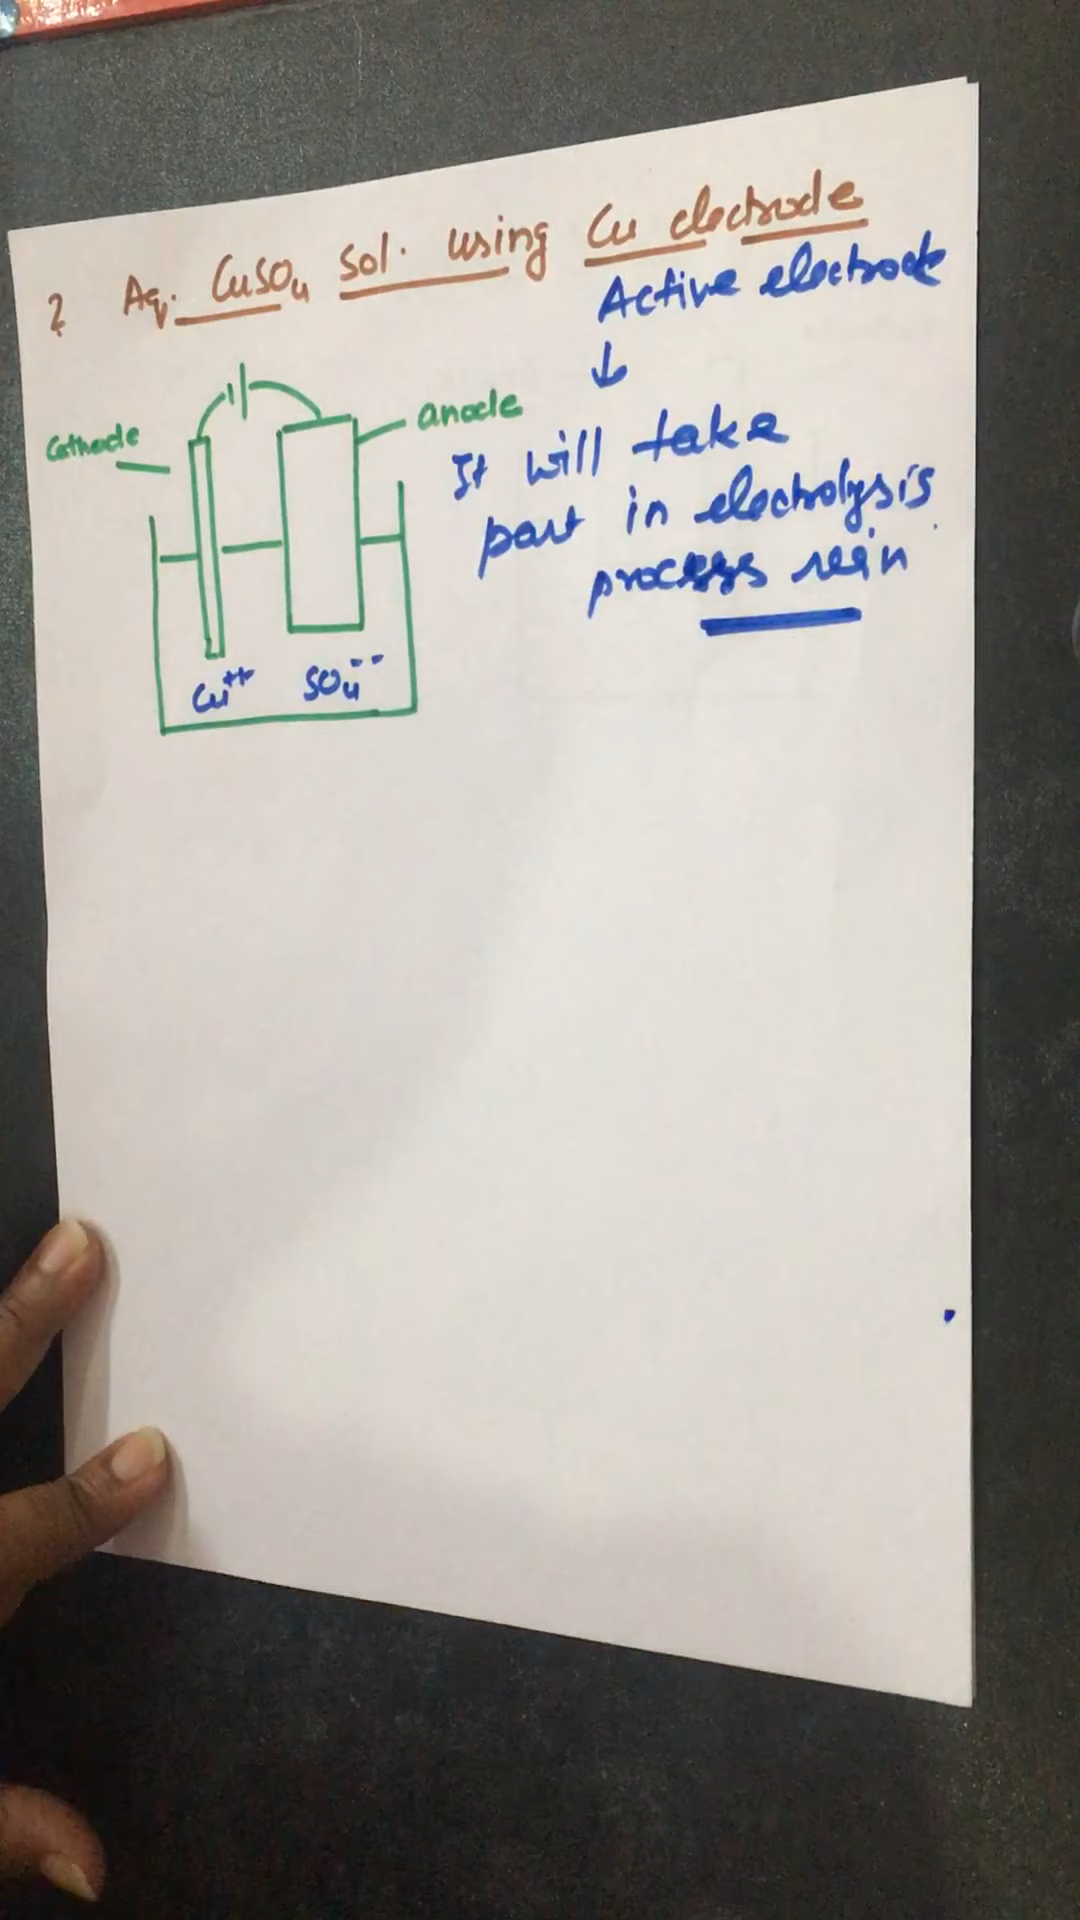 2 Aq. CuSO4 Sol. using Cu electrode
Active electrode
↓
It will take
part in electrolysis
process rxin
Cathode
anode
Cu++ SO4--